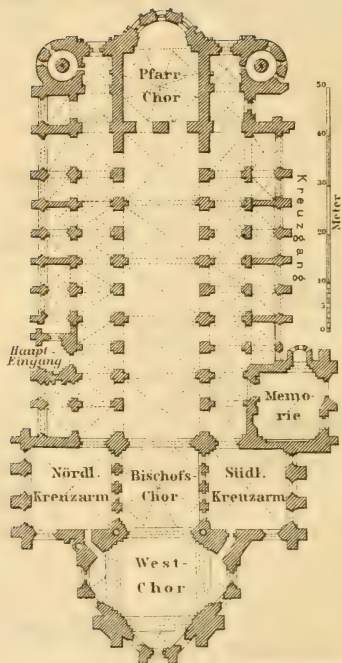 Pfarr-
Chor
Kreuzgang
50
40
30
20
10
0
Meter
Haupt-
Eingang
Memo-
rie
Nördl.
Kreuzarm
Bischofs-
Chor
Südl.
Kreuzarm
West-
Chor